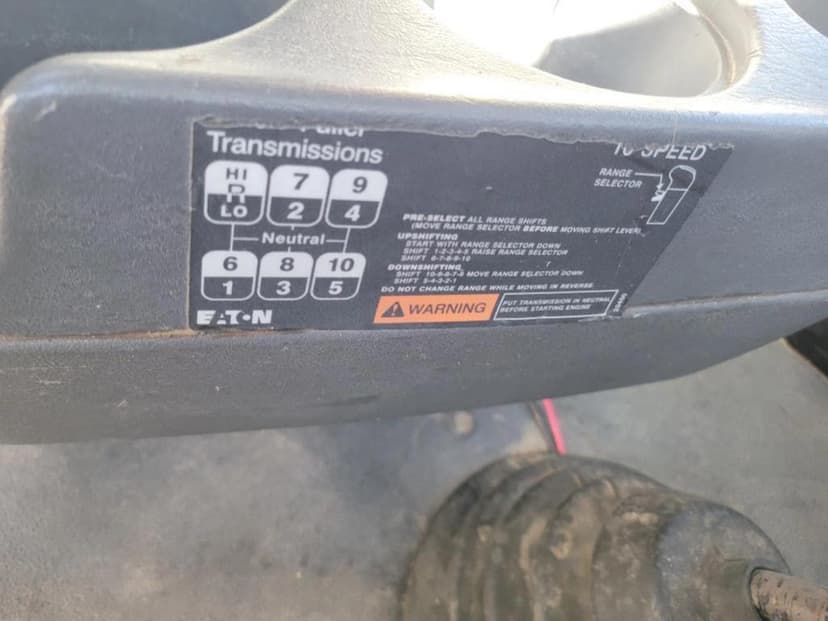 Transmissions
10 SPEED
HI
R
LO
7
2
9
4
Neutral
6
1
8
3
10
5
RANGE
SELECTOR
PRE-SELECT ALL RANGE SHIFTS
(MOVE RANGE SELECTOR BEFORE MOVING SHIFT LEVER)
UPSHIFTING
START WITH RANGE SELECTOR DOWN
SHIFT 1-2-3-4-5 RAISE RANGE SELECTOR
SHIFT 6-7-8-9-10
DOWNSHIFTING
SHIFT 10-9-8-7-6 MOVE RANGE SELECTOR DOWN
SHIFT 5-4-3-2-1
DO NOT CHANGE RANGE WHILE MOVING IN REVERSE.
EATON
WARNING
PUT TRANSMISSION IN NEUTRAL
BEFORE STARTING ENGINE